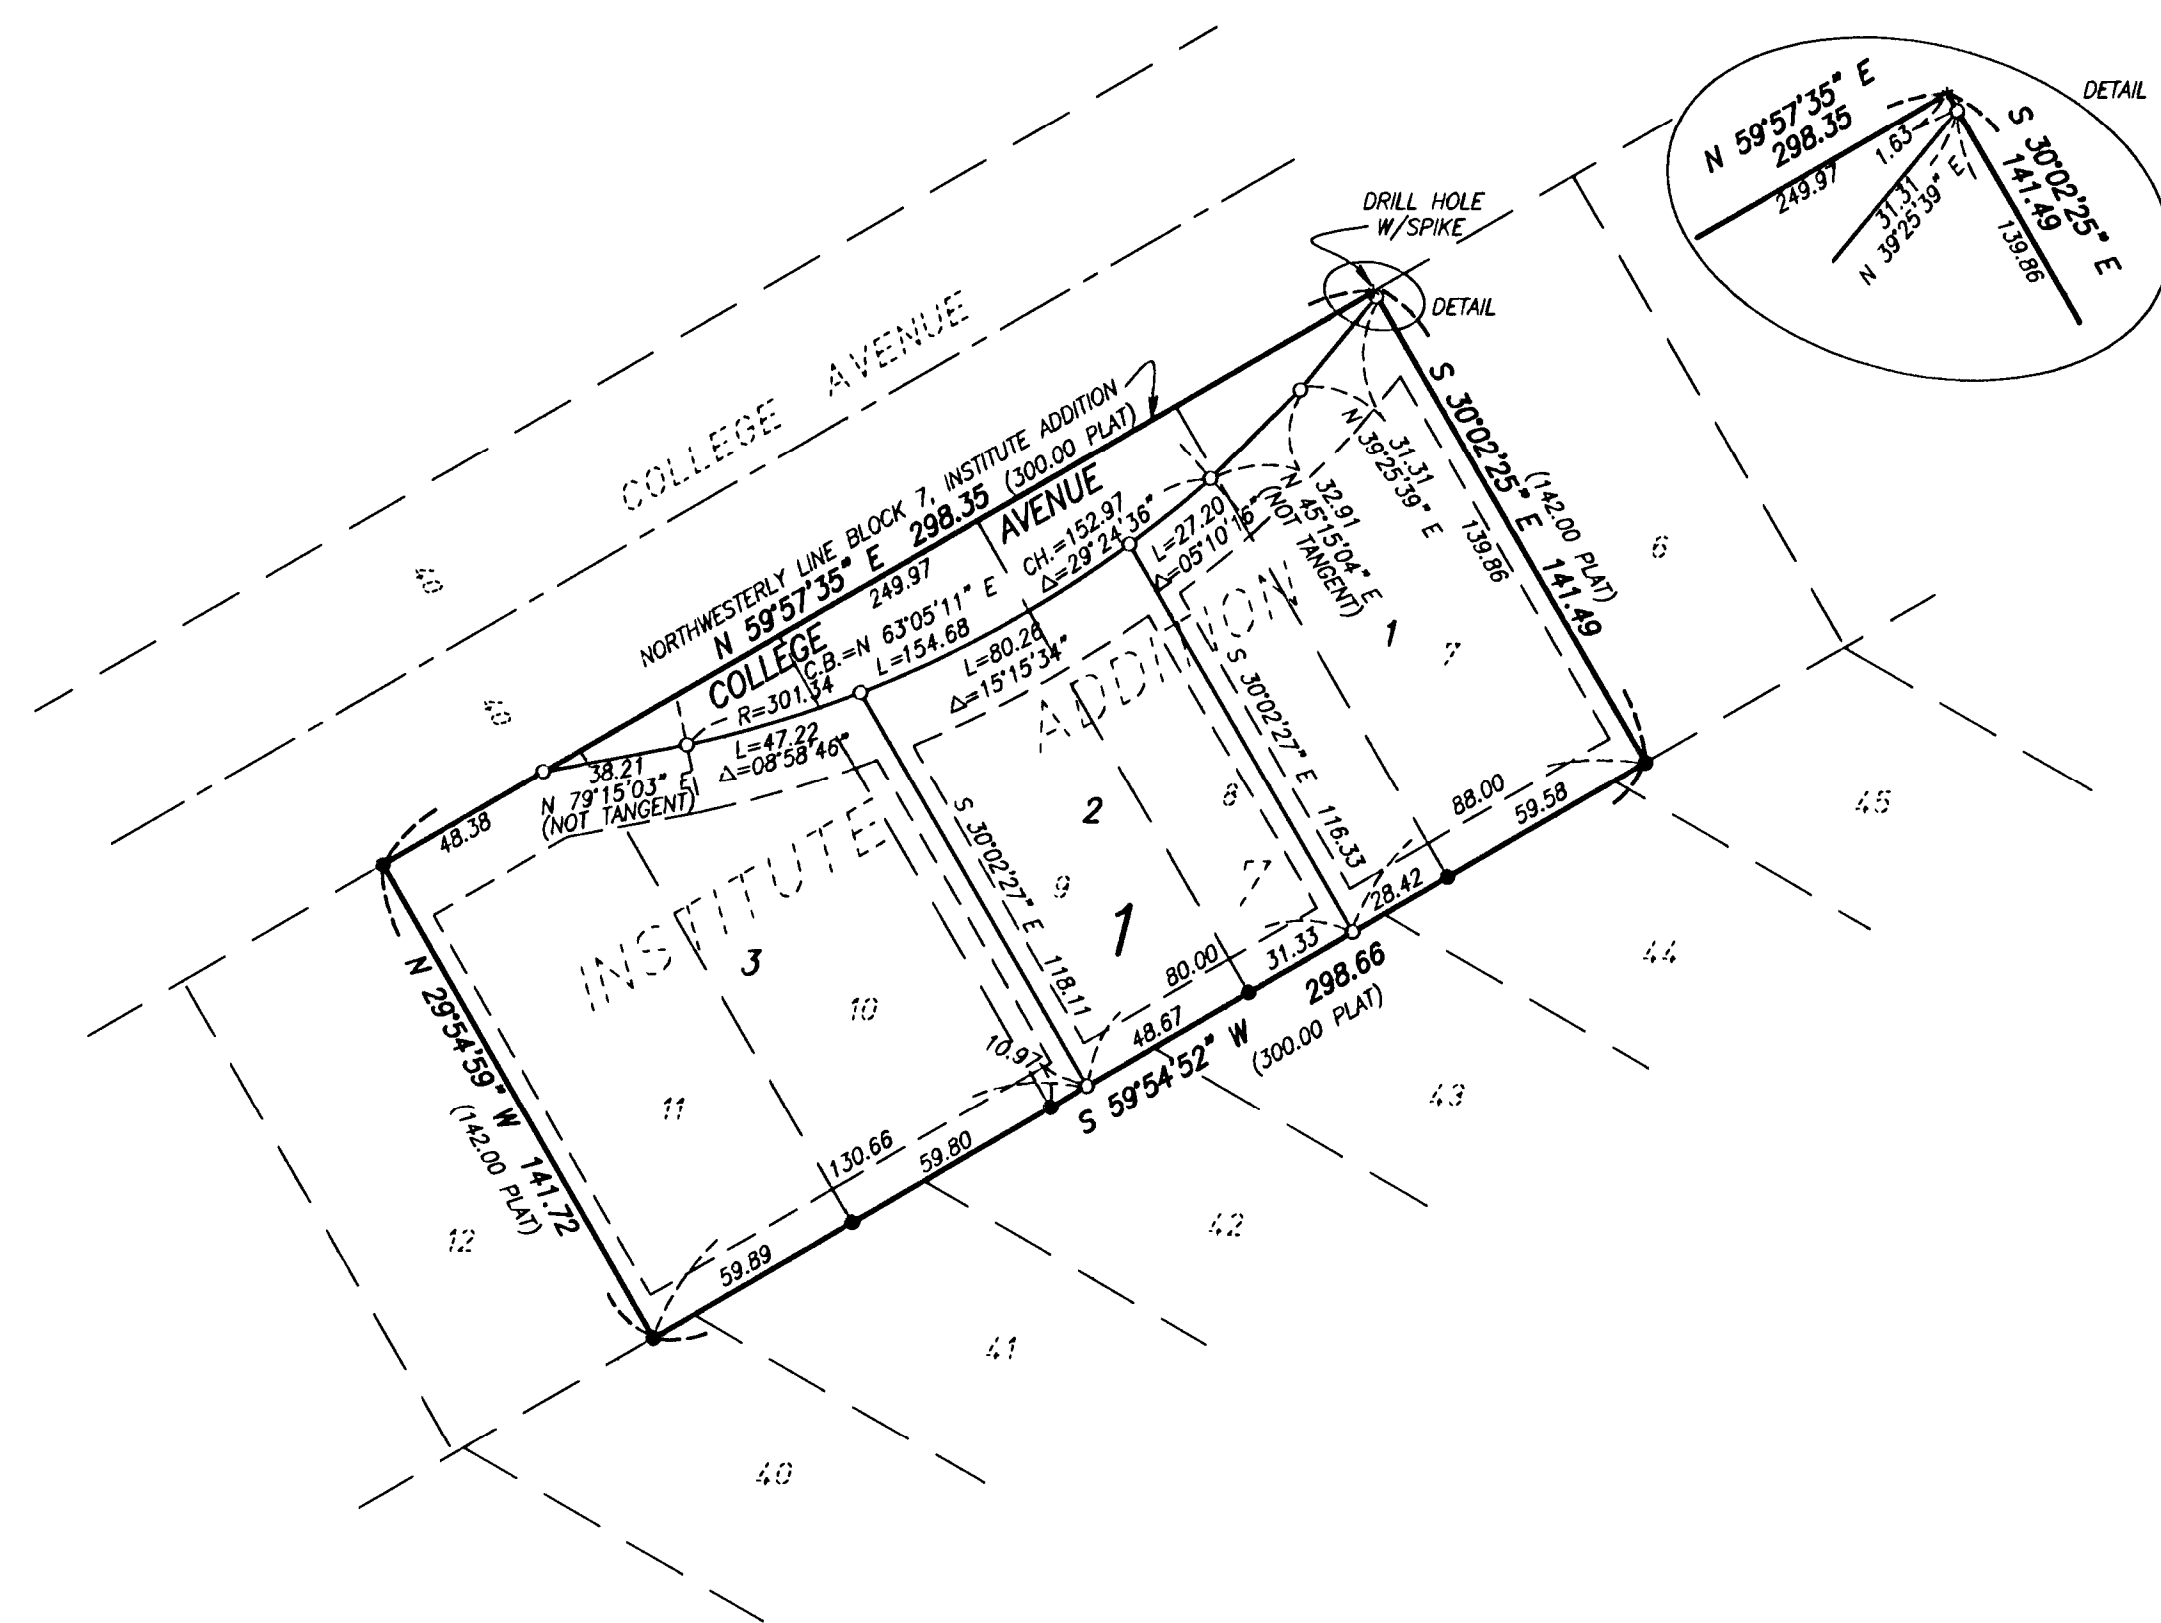 N 59°57'35" E
298.35
249.97
1.63
31.31
N 39°25'39" E
S 30°02'25" E
141.49
139.86
DETAIL
DRILL HOLE
W/SPIKE
DETAIL
COLLEGE AVENUE
40
40
NORTHWESTERLY LINE BLOCK 7, INSTITUTE ADDITION
N 59°57'35" E 298.35 (300.00 PLAT)
249.97
COLLEGE AVENUE
C.B.=N 63°05'11" E
CH.=152.97
R=301.34
L=154.68
Δ=29°24'36"
L=47.22
Δ=08°58'46"
L=80.26
Δ=15°15'34"
L=27.20
Δ=05°10'16"
38.21
N 79°15'03" E
(NOT TANGENT)
48.38
32.91
N 45°15'04" E
(NOT TANGENT)
31.31
N 39°25'39" E
S 30°02'25" E 141.49
(142.00 PLAT)
139.86
S 30°02'27" E 116.33
S 30°02'27" E 118.11
N 29°54'59" W 141.72
(142.00 PLAT)
INSTITUTE ADDITION
1
2
3
1
7
6
7
8
9
10
11
12
88.00
59.58
28.42
80.00
31.33
48.67
10.97
130.66
59.80
59.89
S 59°54'52" W 298.66
(300.00 PLAT)
45
44
43
42
41
40